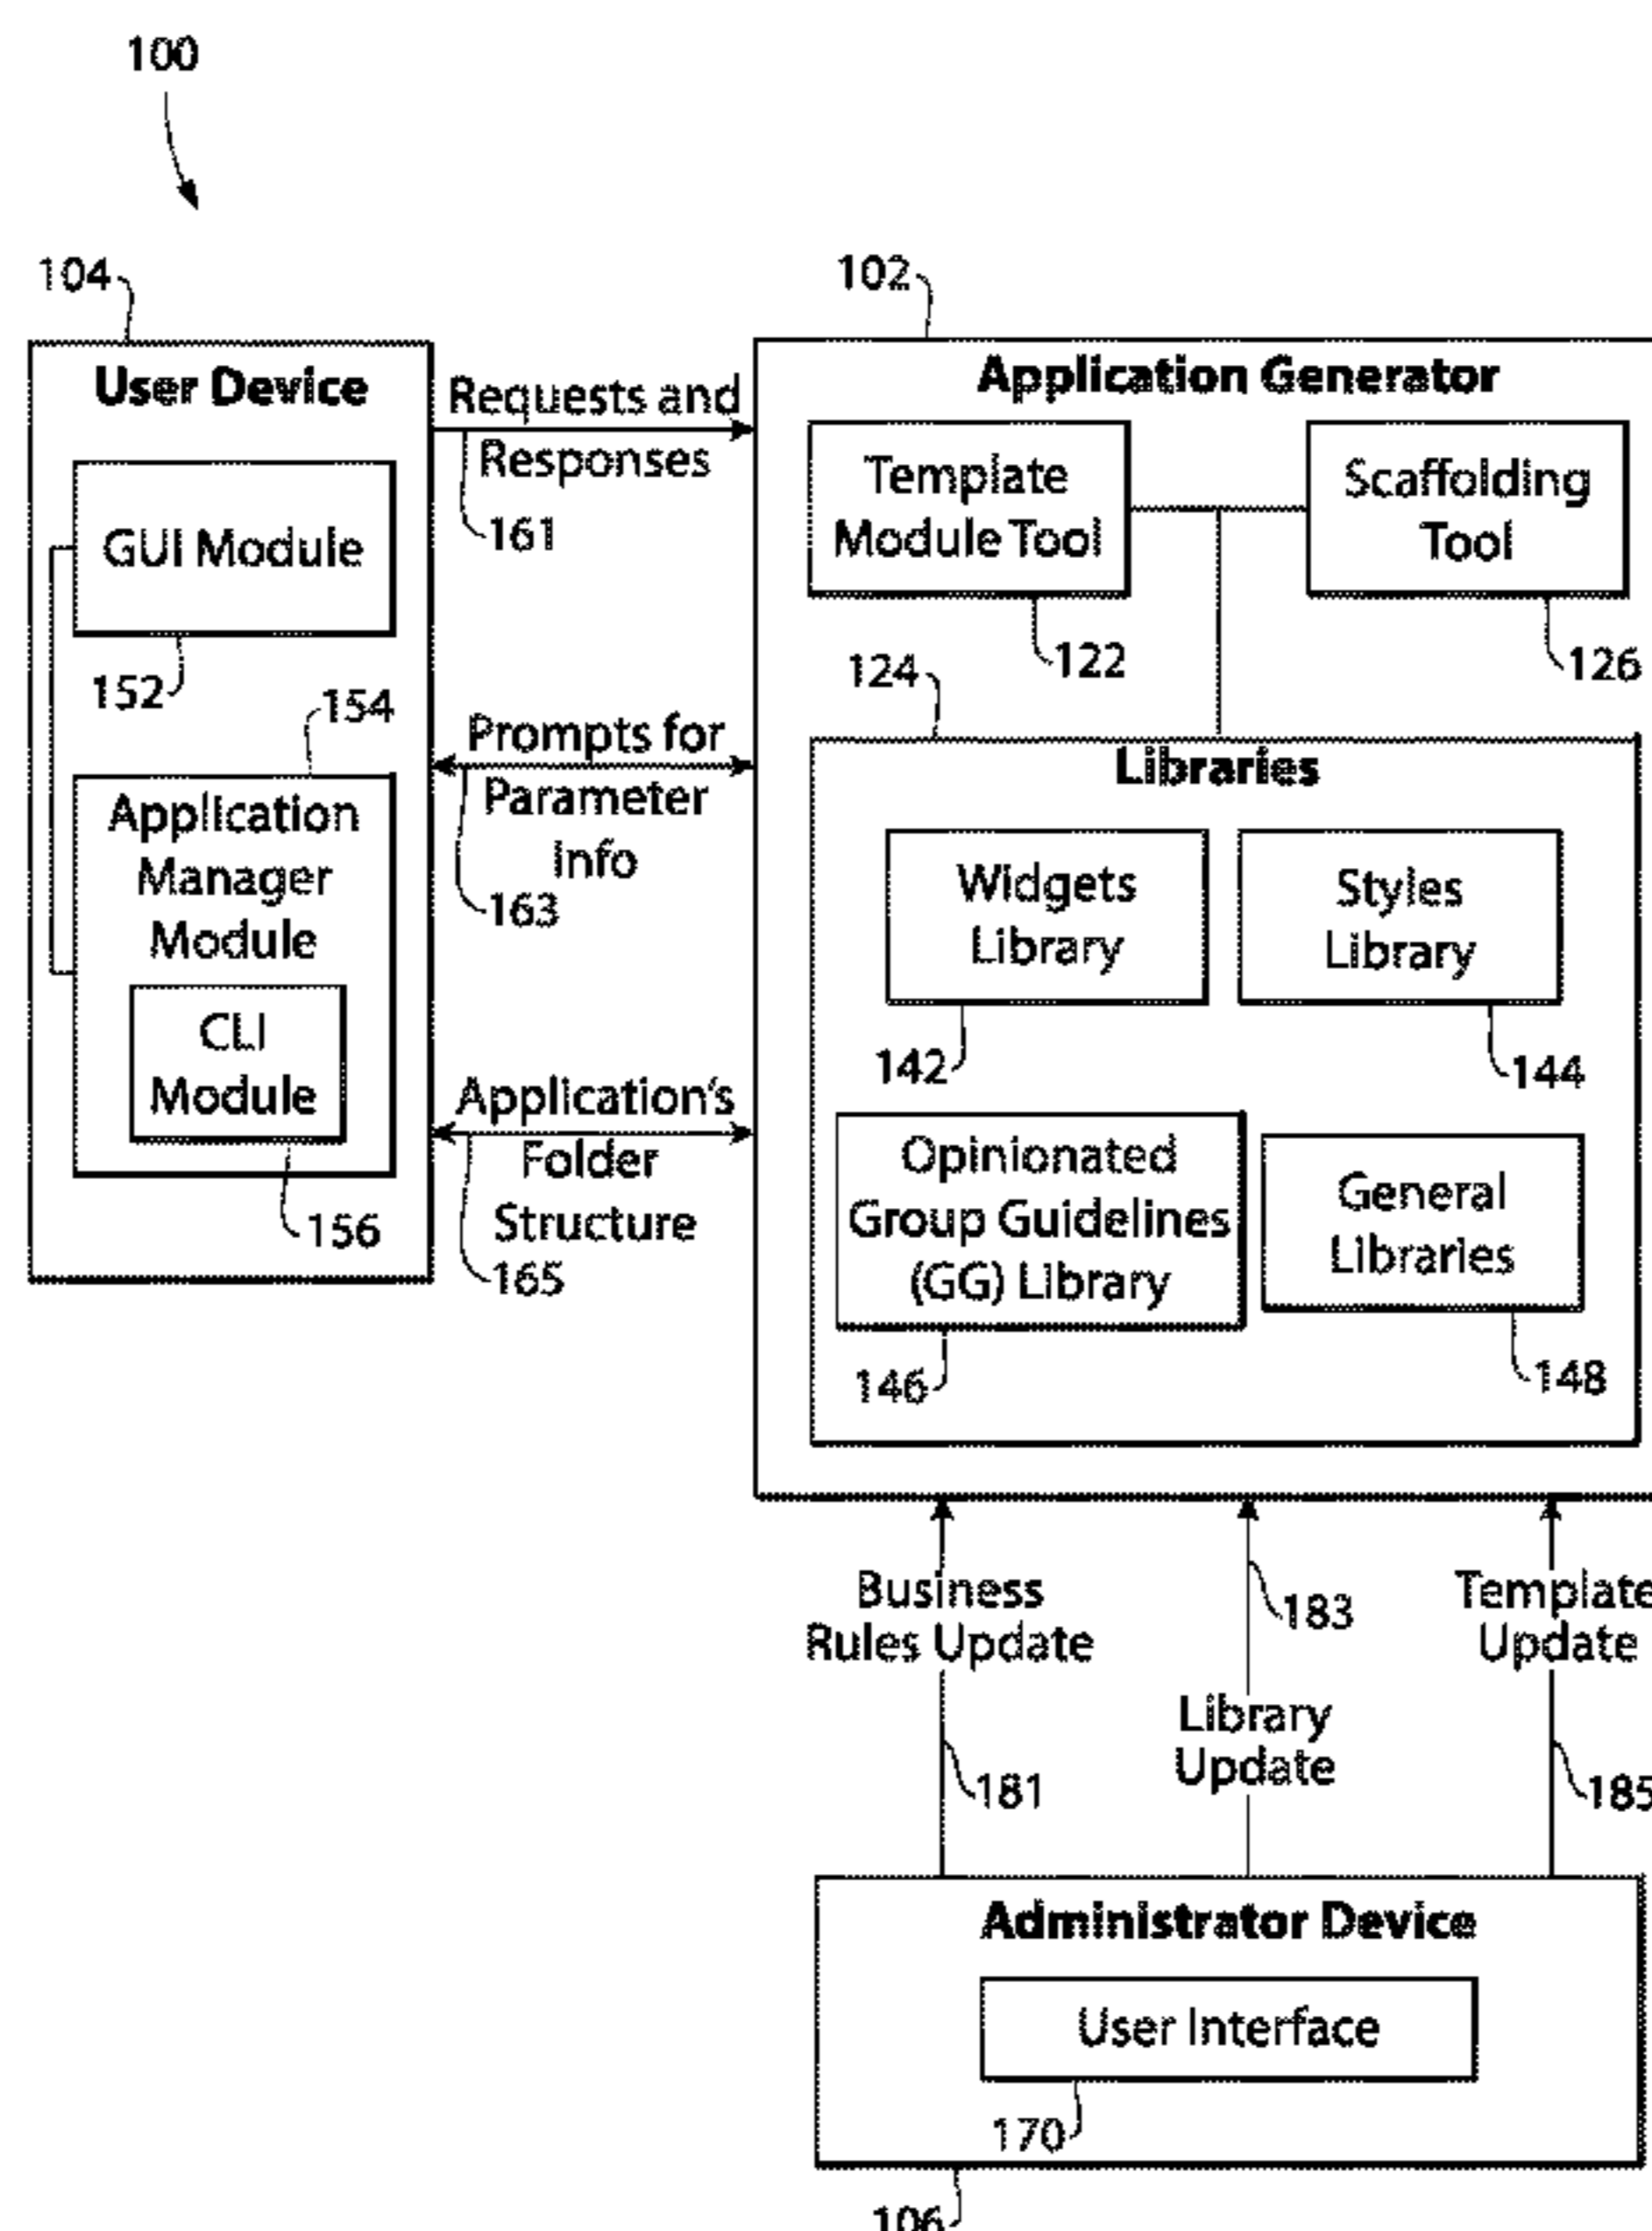 100
104
User Device
GUI Module
152
154
Application
Manager
Module
CLI
Module
156
Requests and
Responses
161
Prompts for
Parameter
Info
163
Application's
Folder
Structure
165
102
Application Generator
Template
Module Tool
122
Scaffolding
Tool
126
124
Libraries
Widgets
Library
142
Styles
Library
144
Opinionated
Group Guidelines
(GG) Library
146
General
Libraries
148
Business
Rules Update
181
183
Library
Update
Template
Update
185
Administrator Device
User Interface
170
106